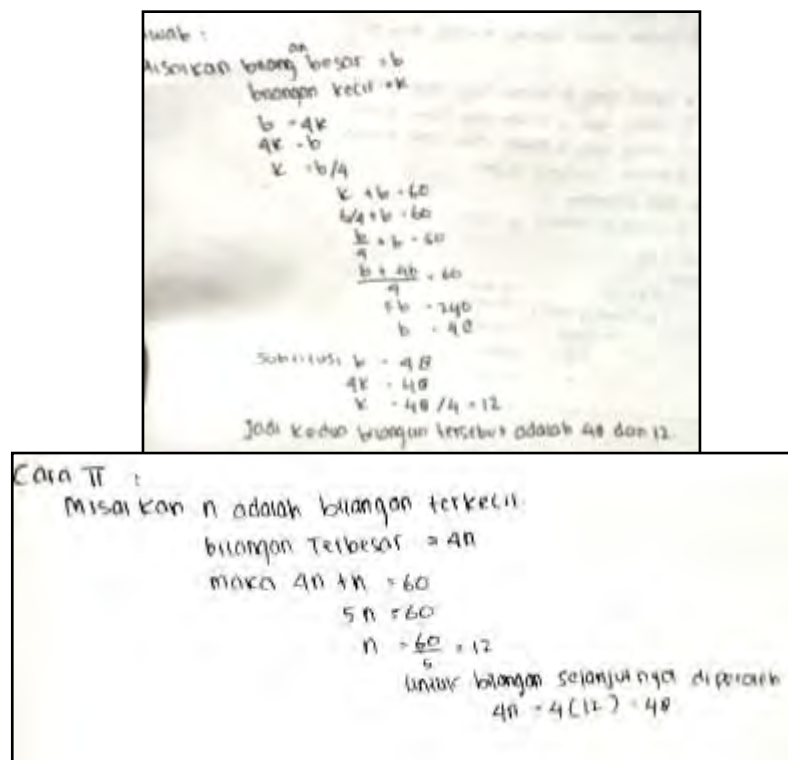 awab :
Misalkan bilangan besar = b
bilangan kecil = k
b = 4k
4k = b
k = b/4
k + b = 60
b/4 + b = 60
b/4 + b = 60
b + 4b / 4 = 60
5b = 240
b = 48
Substitusi b = 48
4k = 48
k = 48/4 = 12
Jadi kedua bilangan tersebut adalah 48 dan 12.
Cara II :
Misalkan n adalah bilangan terkecil.
bilangan Terbesar = 4n
maka 4n + n = 60
5n = 60
n = 60/5 = 12
Untuk bilangan selanjutnya diperoleh
4n = 4(12) = 48